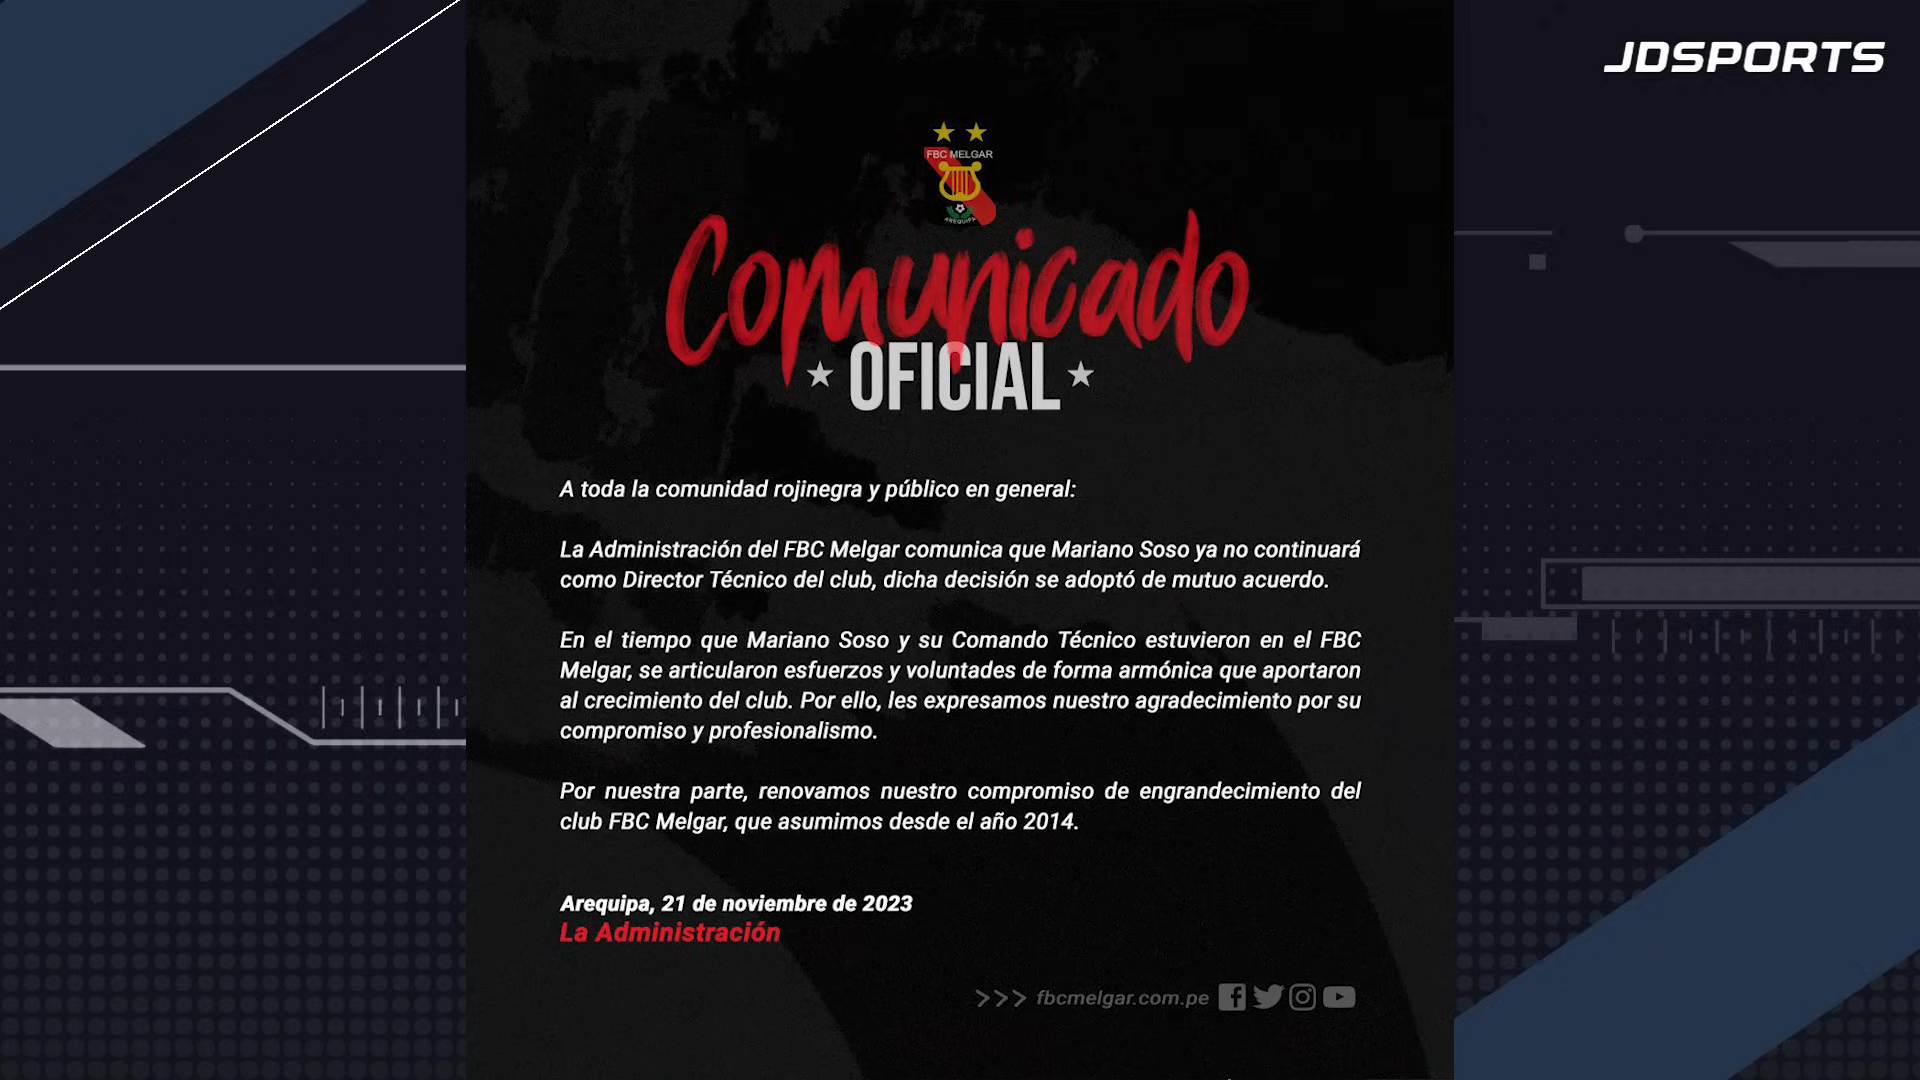 JDSPORTS
FBC MELGAR
AREQUIPA
Comunicado
OFICIAL
A toda la comunidad rojinegra y público en general:
La Administración del FBC Melgar comunica que Mariano Soso ya no continuará
como Director Técnico del club, dicha decisión se adoptó de mutuo acuerdo.
En el tiempo que Mariano Soso y su Comando Técnico estuvieron en el FBC
Melgar, se articularon esfuerzos y voluntades de forma armónica que aportaron
al crecimiento del club. Por ello, les expresamos nuestro agradecimiento por su
compromiso y profesionalismo.
Por nuestra parte, renovamos nuestro compromiso de engrandecimiento del
club FBC Melgar, que asumimos desde el año 2014.
Arequipa, 21 de noviembre de 2023
La Administración
>>> fbcmelgar.com.pe